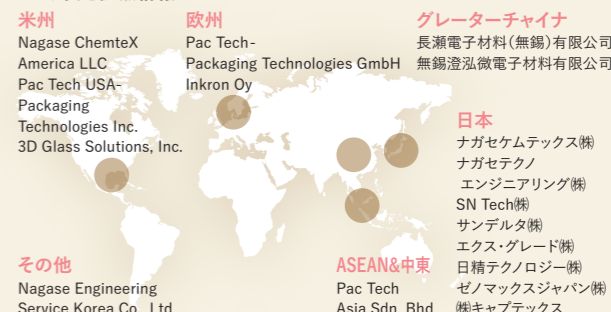 米州
Nagase ChemteX
America LLC
Pac Tech USA-
Packaging
Technologies Inc.
3D Glass Solutions, Inc.
欧州
Pac Tech-
Packaging Technologies GmbH
Inkron Oy
グレーターチャイナ
長瀬電子材料(無錫)有限公司
無錫澄泓微電子材料有限公司
日本
ナガセケムテックス㈱
ナガセテクノ
エンジニアリング㈱
SN Tech㈱
サンデルタ㈱
エクス・グレード㈱
日精テクノロジー㈱
ゼノマックスジャパン㈱
㈱キャプテックス
その他
Nagase Engineering
Service Korea Co., Ltd.
ASEAN&中東
Pac Tech
Asia Sdn. Bhd.